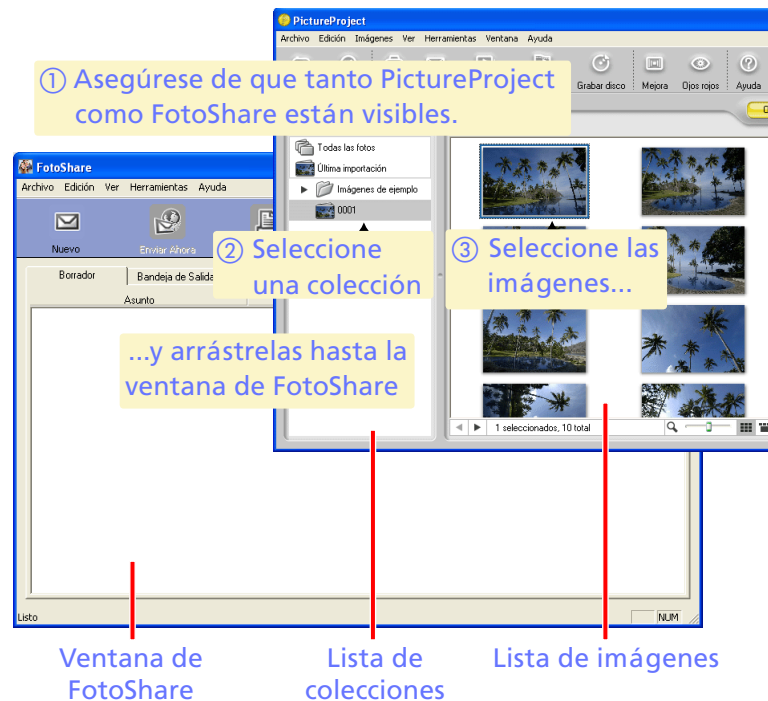 PictureProject
Archivo Edición Imágenes Ver Herramientas Ventana Ayuda
① Asegúrese de que tanto PictureProject
como FotoShare están visibles.
Grabar disco Mejora Ojos rojos Ayuda
Todas las fotos
Última importación
Imágenes de ejemplo
0001
FotoShare
Archivo Edición Ver Herramientas Ayuda
Nuevo Enviar Ahora
② Seleccione
una colección
③ Seleccione las
imágenes...
Borrador Bandeja de Salida
Asunto
...y arrástrelas hasta la
ventana de FotoShare
1 seleccionados, 10 total
Listo NUM
Ventana de
FotoShare
Lista de
colecciones
Lista de imágenes